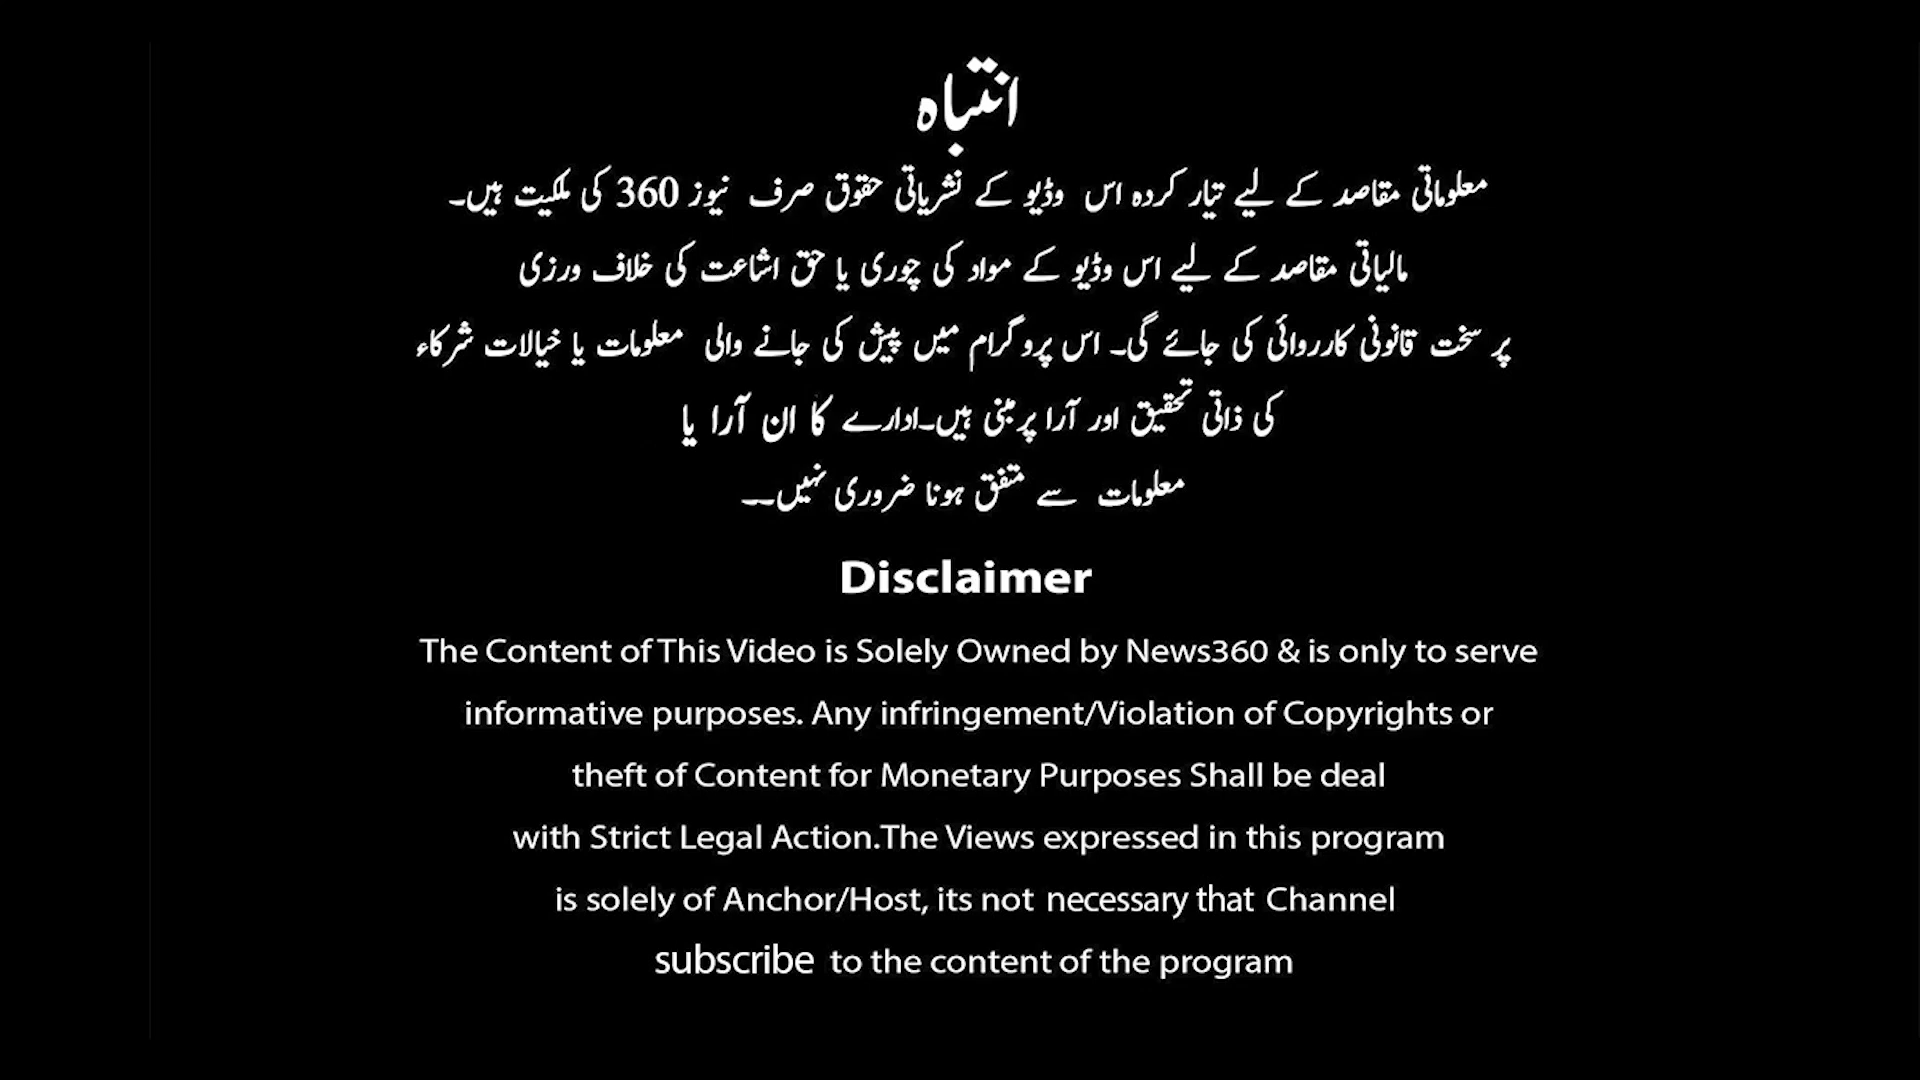 انتباہ
معلوماتی مقاصد کے لیے تیار کردہ اس وڈیو کے نشریاتی حقوق صرف نیوز 360 کی ملکیت ہیں۔
مالیاتی مقاصد کے لیے اس وڈیو کے مواد کی چوری یا حق اشاعت کی خلاف ورزی
پر سخت قانونی کارروائی کی جائے گی۔ اس پروگرام میں پیش کی جانے والی معلومات یا خیالات شرکاء
کی ذاتی تحقیق اور آرا پر مبنی ہیں۔ادارے کا ان آرا یا
معلومات سے متفق ہونا ضروری نہیں۔۔
Disclaimer
The Content of This Video is Solely Owned by News360 & is only to serve
informative purposes. Any infringement/Violation of Copyrights or
theft of Content for Monetary Purposes Shall be deal
with Strict Legal Action.The Views expressed in this program
is solely of Anchor/Host, its not necessary that Channel
subscribe to the content of the program